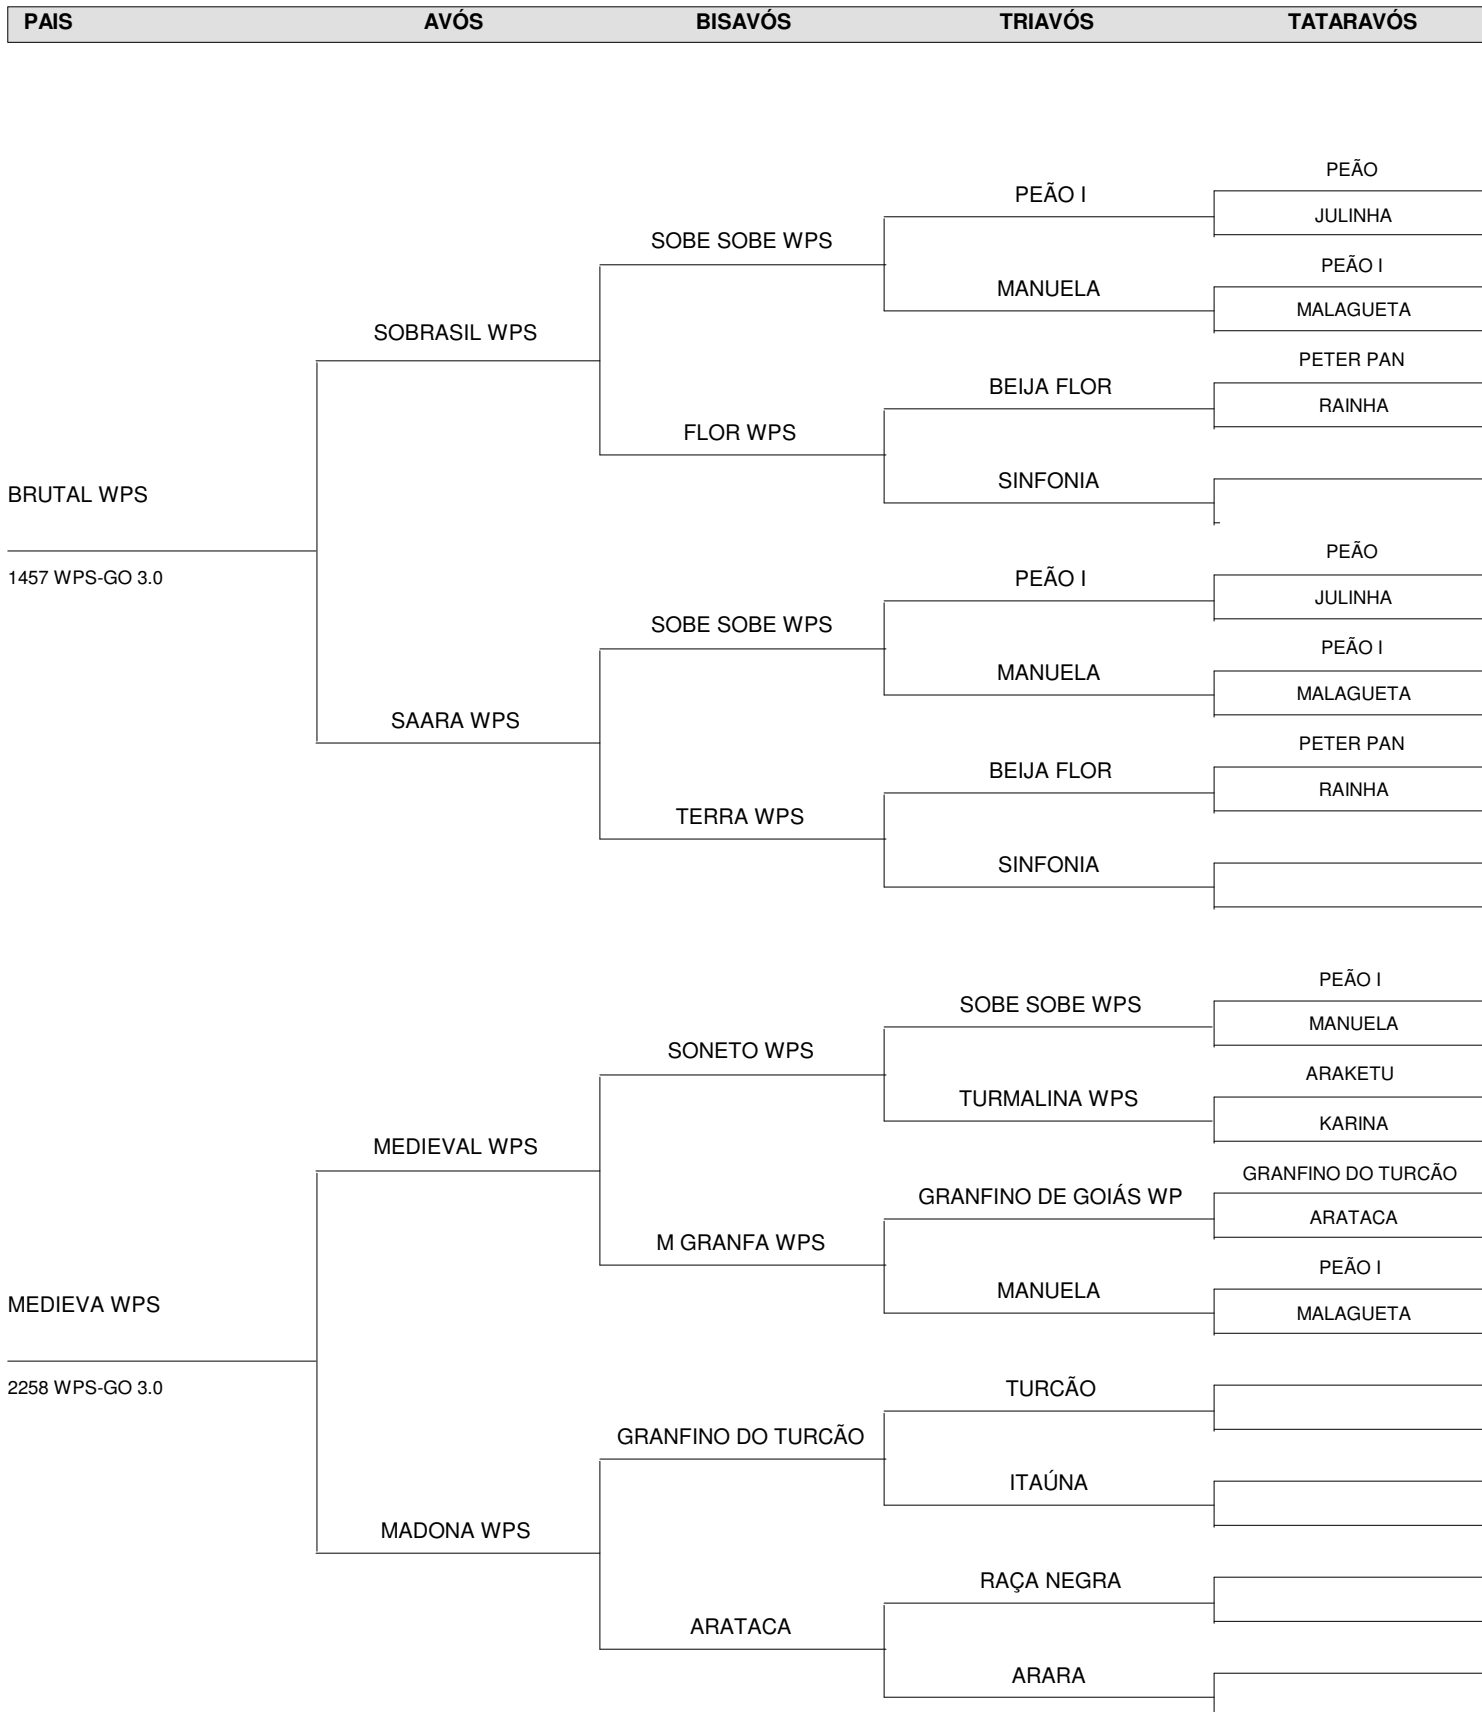 PAIS AVÓS BISAVÓS TRIAVÓS TATARAVÓS
PEÃO
PEÃO I
JULINHA
SOBE SOBE WPS
PEÃO I
MANUELA
MALAGUETA
SOBRASIL WPS
PETER PAN
BEIJA FLOR
RAINHA
FLOR WPS
SINFONIA
BRUTAL WPS
PEÃO
1457 WPS-GO 3.0
PEÃO I
JULINHA
SOBE SOBE WPS
PEÃO I
MANUELA
MALAGUETA
SAARA WPS
PETER PAN
BEIJA FLOR
RAINHA
TERRA WPS
SINFONIA
PEÃO I
SOBE SOBE WPS
MANUELA
SONETO WPS
ARAKETU
TURMALINA WPS
KARINA
MEDIEVAL WPS
GRANFINO DO TURCÃO
GRANFINO DE GOIÁS WP
ARATACA
M GRANFA WPS
PEÃO I
MANUELA
MEDIEVA WPS
MALAGUETA
2258 WPS-GO 3.0
TURCÃO
GRANFINO DO TURCÃO
ITAÚNA
MADONA WPS
RAÇA NEGRA
ARATACA
ARARA